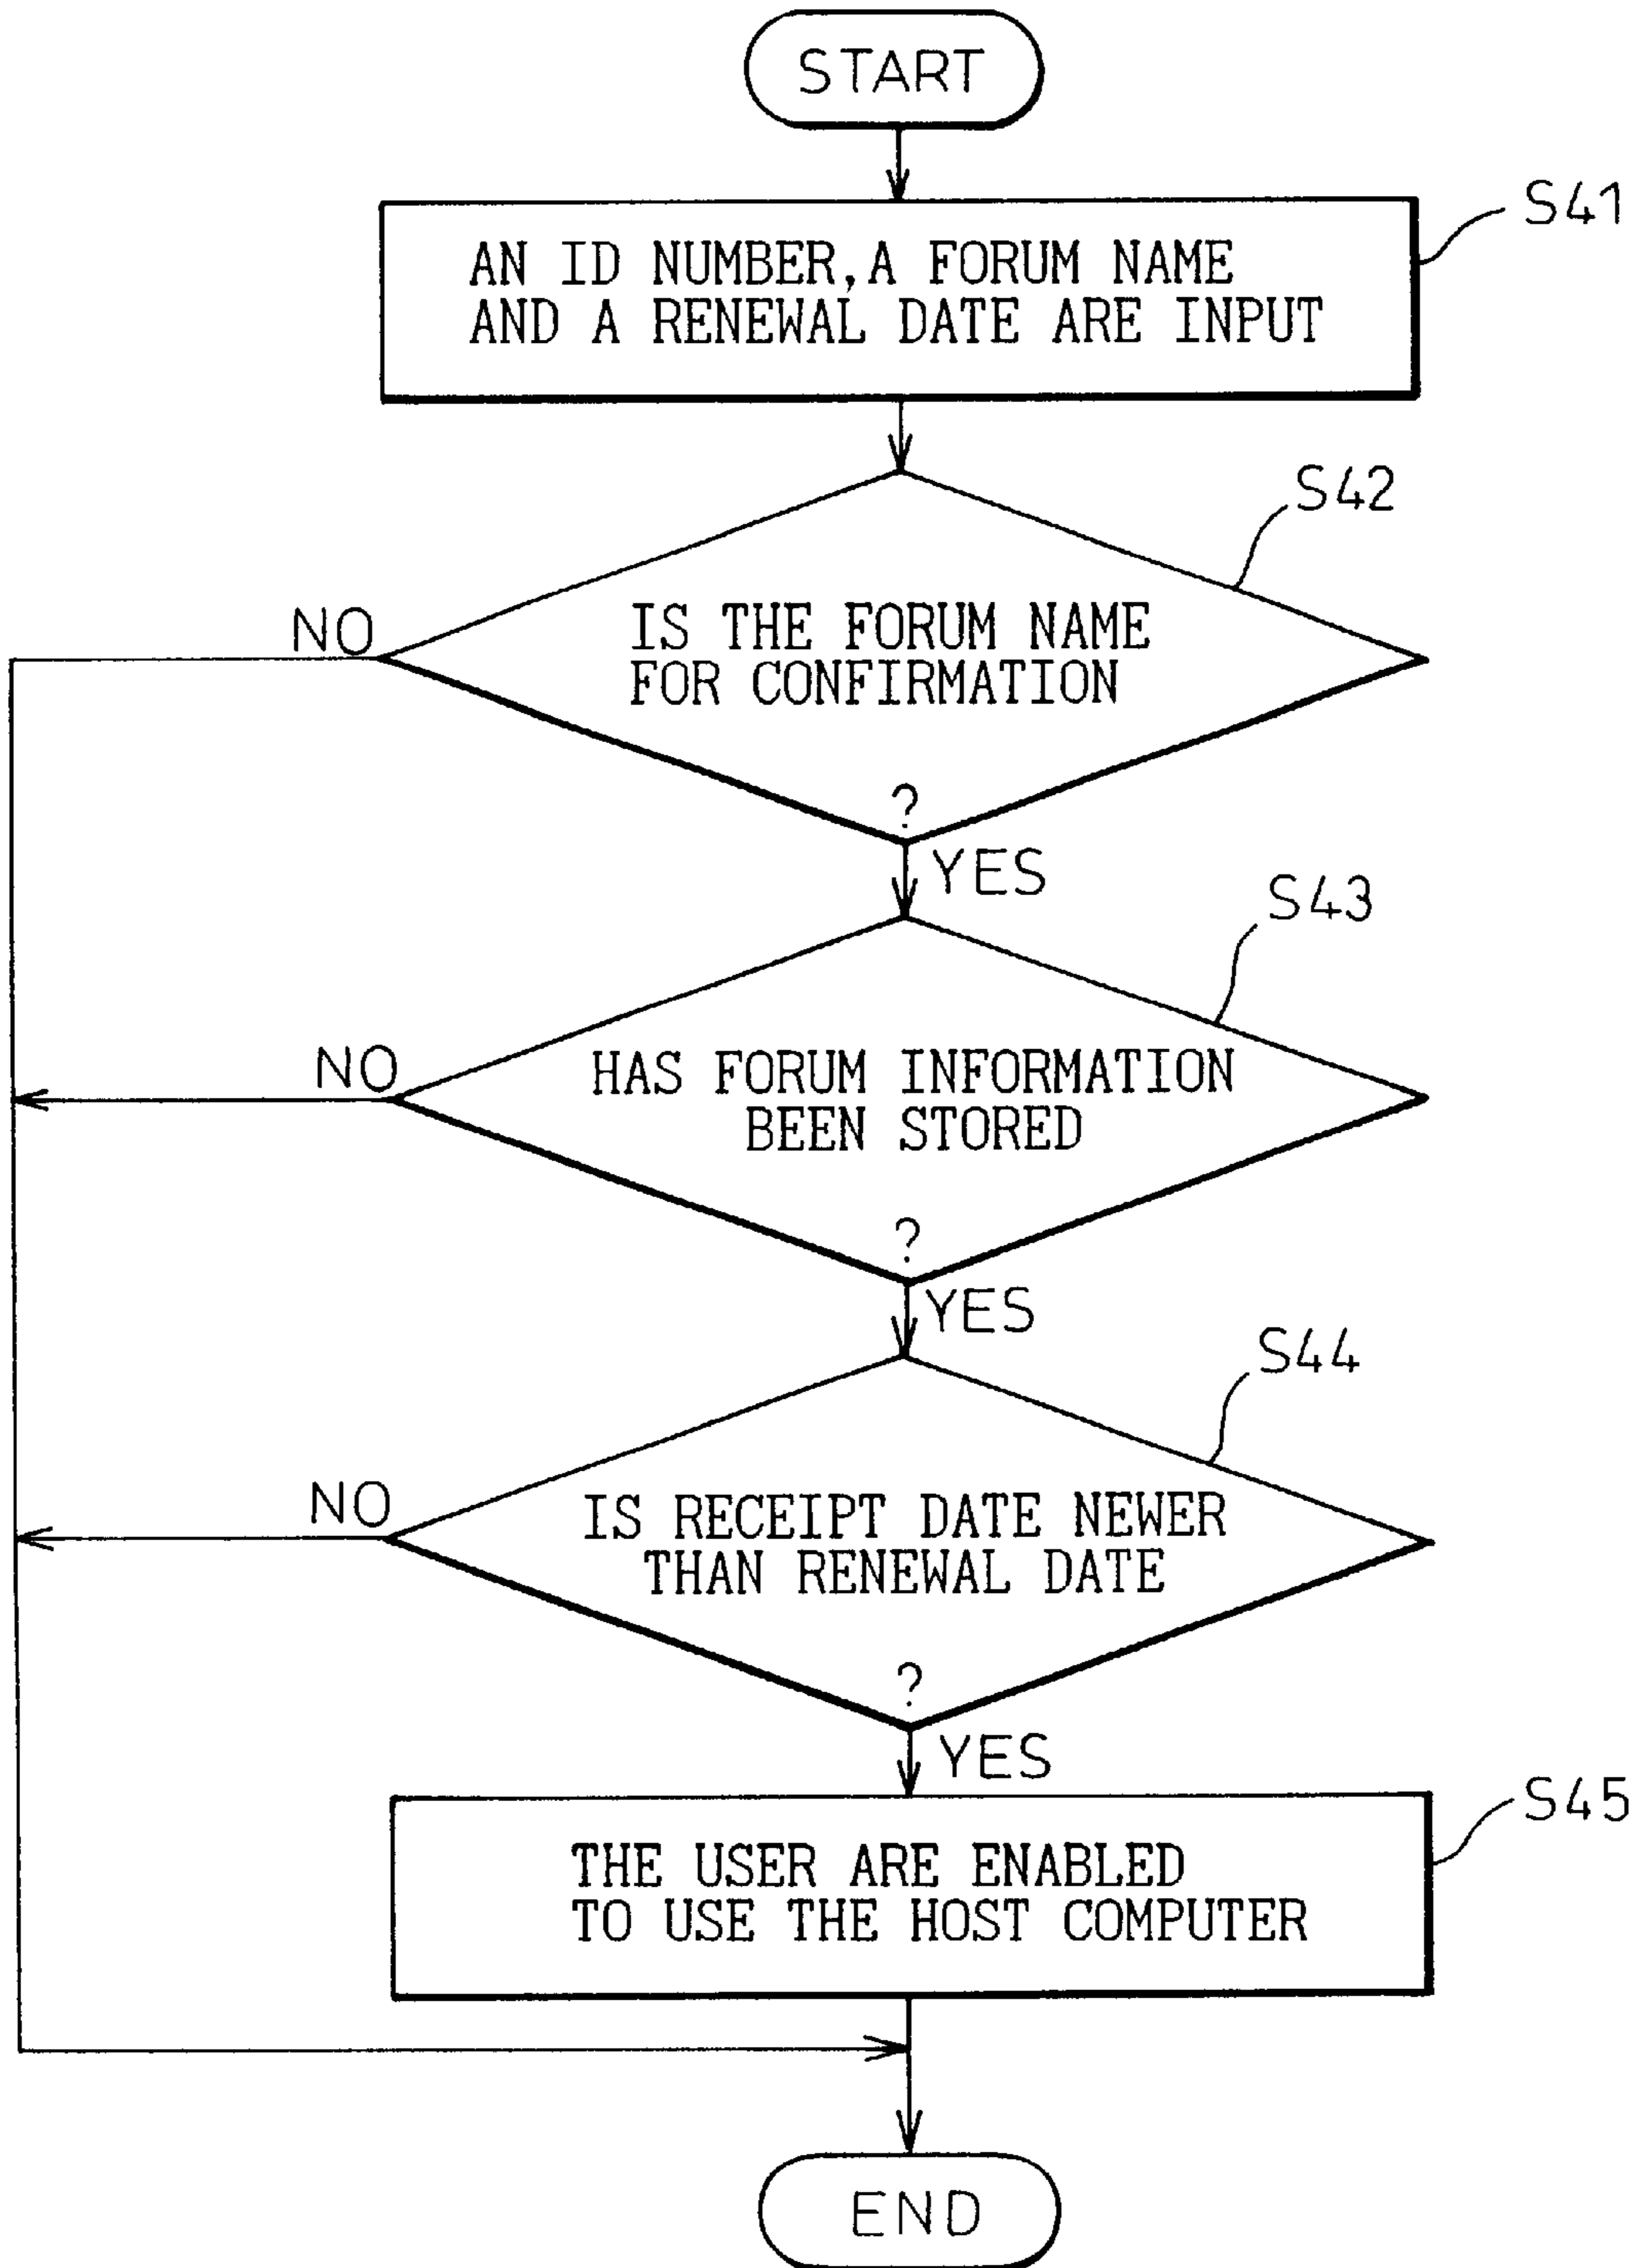 START
S41
AN ID NUMBER, A FORUM NAME
AND A RENEWAL DATE ARE INPUT
S42
NO
IS THE FORUM NAME
FOR CONFIRMATION
?
YES
S43
NO
HAS FORUM INFORMATION
BEEN STORED
?
YES
S44
NO
IS RECEIPT DATE NEWER
THAN RENEWAL DATE
?
YES
S45
THE USER ARE ENABLED
TO USE THE HOST COMPUTER
END